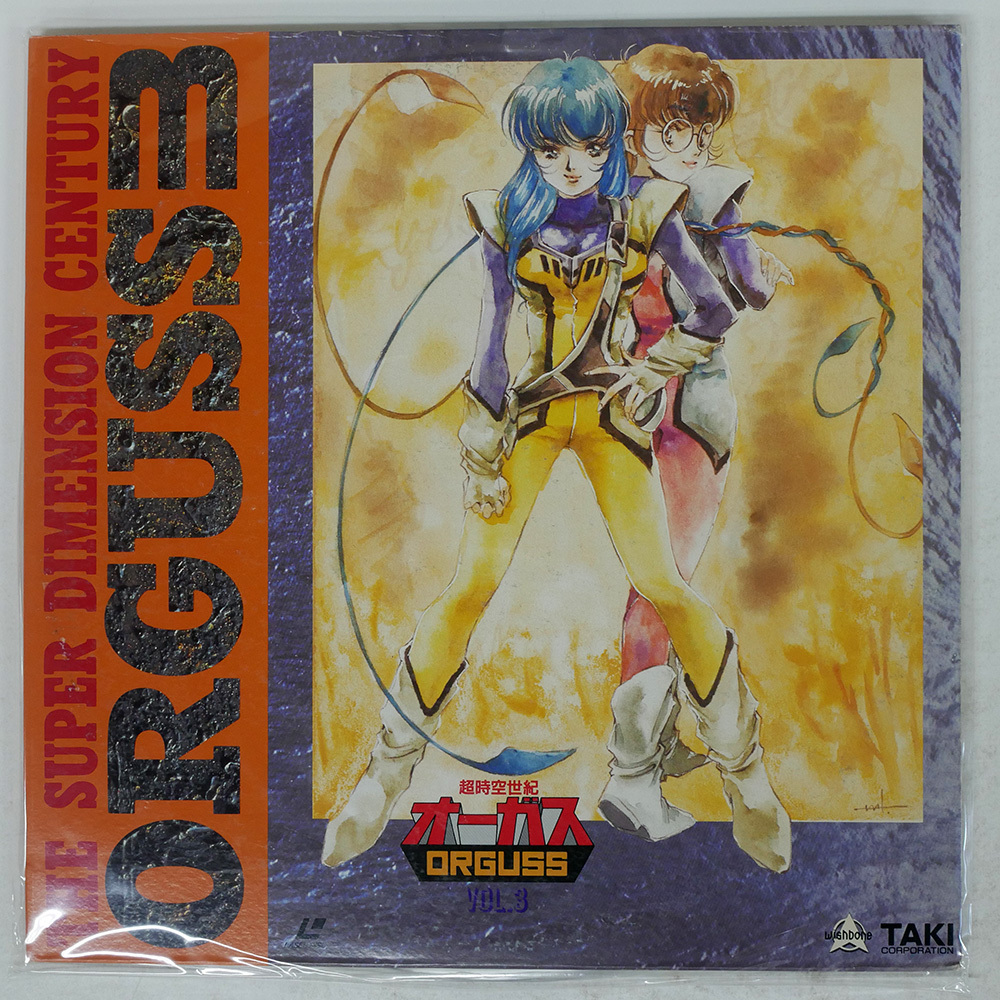 THE SUPER DIMENSION CENTURY
ORGUSS 3
超時空世紀
オーガス
ORGUSS
VOL.3
wishbone
TAKI
CORPORATION